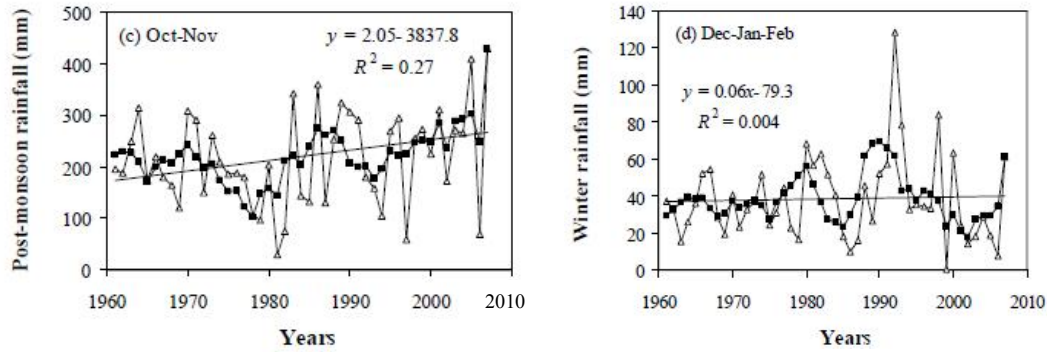 (c) Oct-Nov
y = 2.05- 3837.8
R² = 0.27
Post-monsoon rainfall (mm)
500
400
300
200
100
0
1960 1970 1980 1990 2000 2010
Years
(d) Dec-Jan-Feb
y = 0.06x-79.3
R² = 0.004
Winter rainfall (mm)
140
120
100
80
60
40
20
0
1960 1970 1980 1990 2000 2010
Years